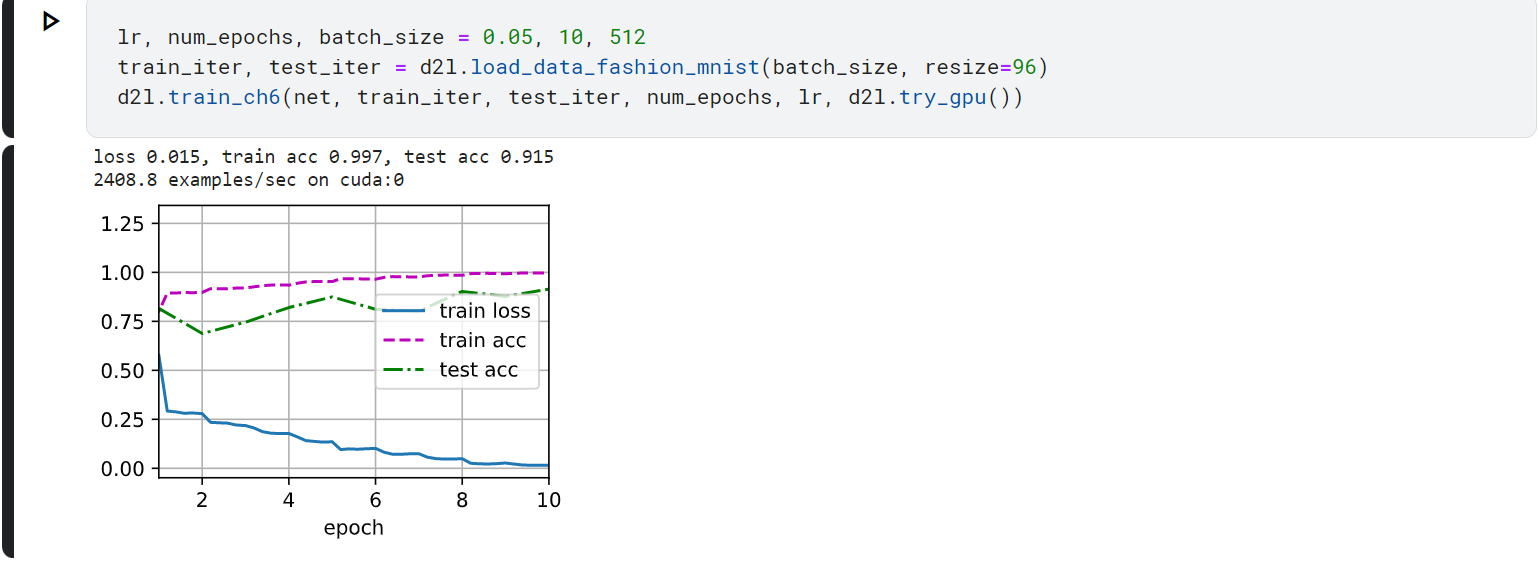 lr, num_epochs, batch_size = 0.05, 10, 512
train_iter, test_iter = d2l.load_data_fashion_mnist(batch_size, resize=96)
d2l.train_ch6(net, train_iter, test_iter, num_epochs, lr, d2l.try_gpu())
loss 0.015, train acc 0.997, test acc 0.915
2408.8 examples/sec on cuda:0
1.25
1.00
0.75
0.50
0.25
0.00
train loss
train acc
test acc
2 4 6 8 10
epoch